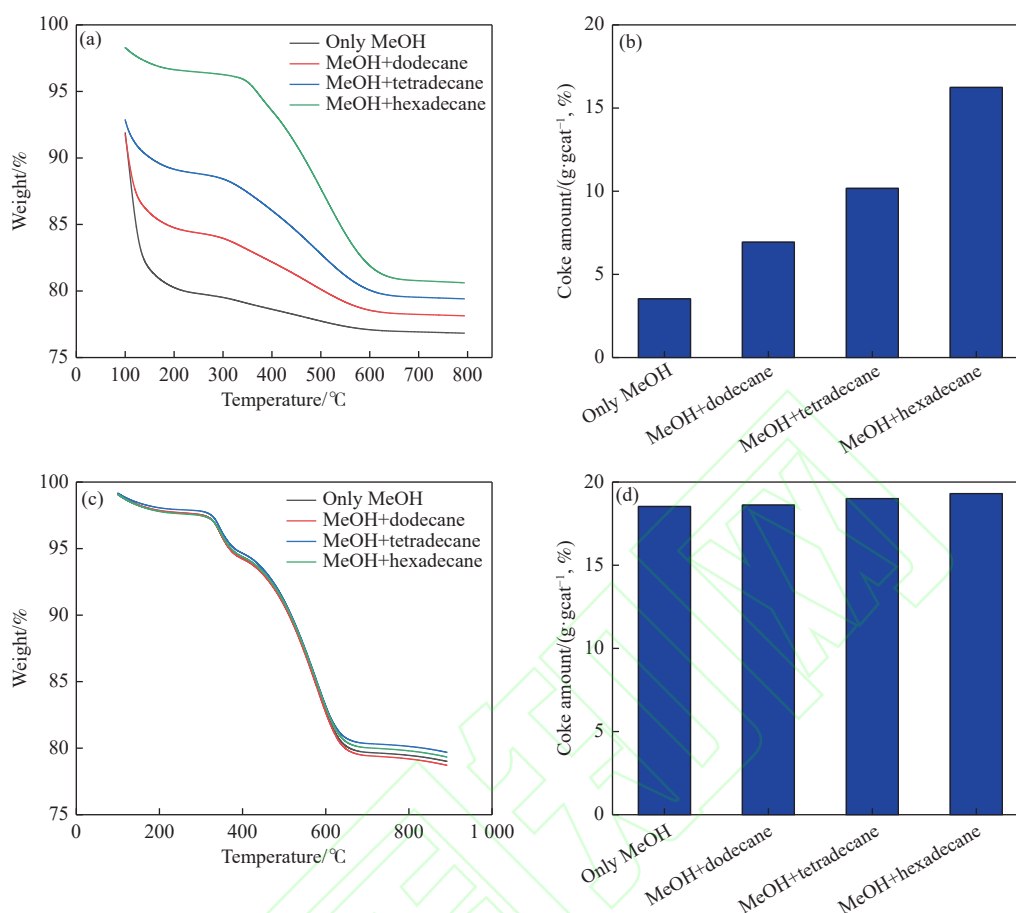 (a)
Only MeOH
MeOH+dodecane
MeOH+tetradecane
MeOH+hexadecane
Weight/%
100
95
90
85
80
75
100 200 300 400 500 600 700 800
Temperature/℃
(b)
Coke amount/(g·gcat⁻¹, %)
20
15
10
5
0
Only MeOH
MeOH+dodecane
MeOH+tetradecane
MeOH+hexadecane
(c)
Only MeOH
MeOH+dodecane
MeOH+tetradecane
MeOH+hexadecane
Weight/%
100
95
90
85
80
75
200 400 600 800 1 000
Temperature/℃
(d)
Coke amount/(g·gcat⁻¹, %)
20
15
10
5
0
Only MeOH
MeOH+dodecane
MeOH+tetradecane
MeOH+hexadecane